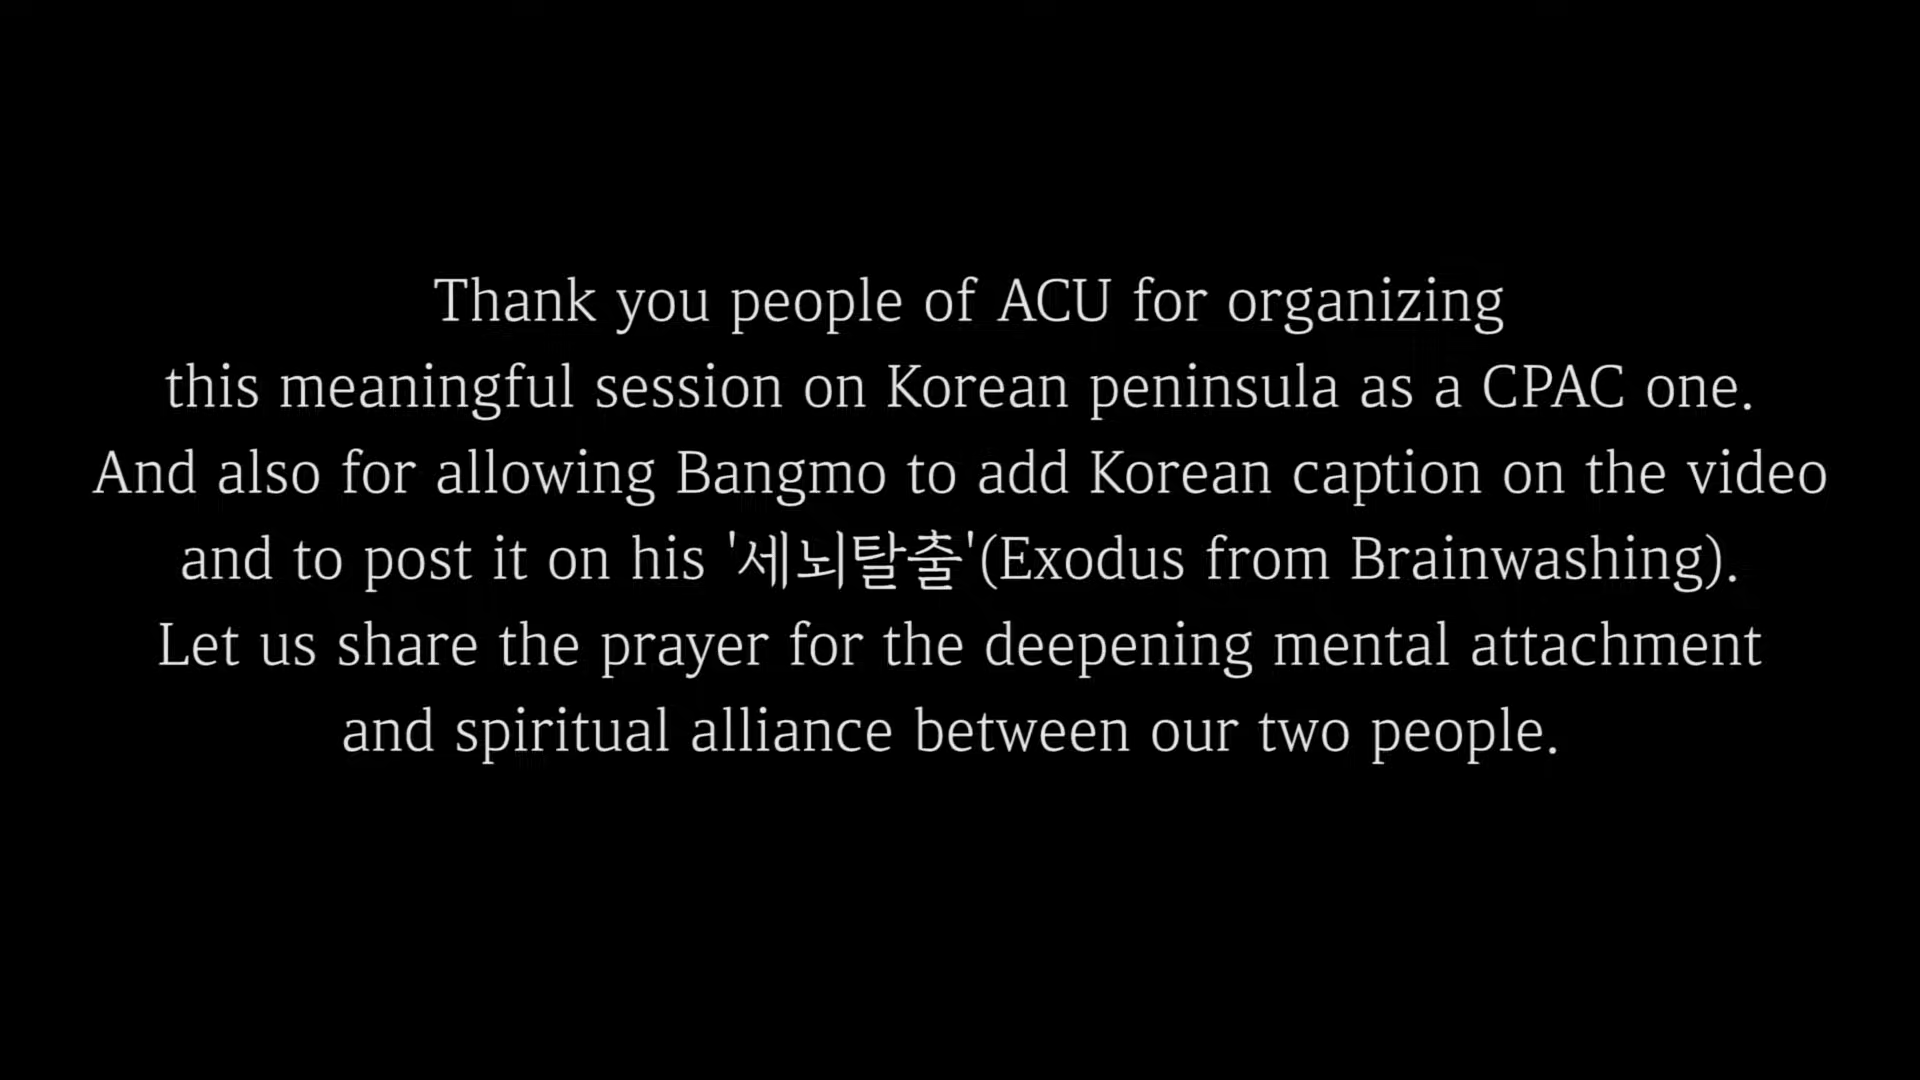 Thank you people of ACU for organizing
this meaningful session on Korean peninsula as a CPAC one.
And also for allowing Bangmo to add Korean caption on the video
and to post it on his '세뇌탈출'(Exodus from Brainwashing).
Let us share the prayer for the deepening mental attachment
and spiritual alliance between our two people.